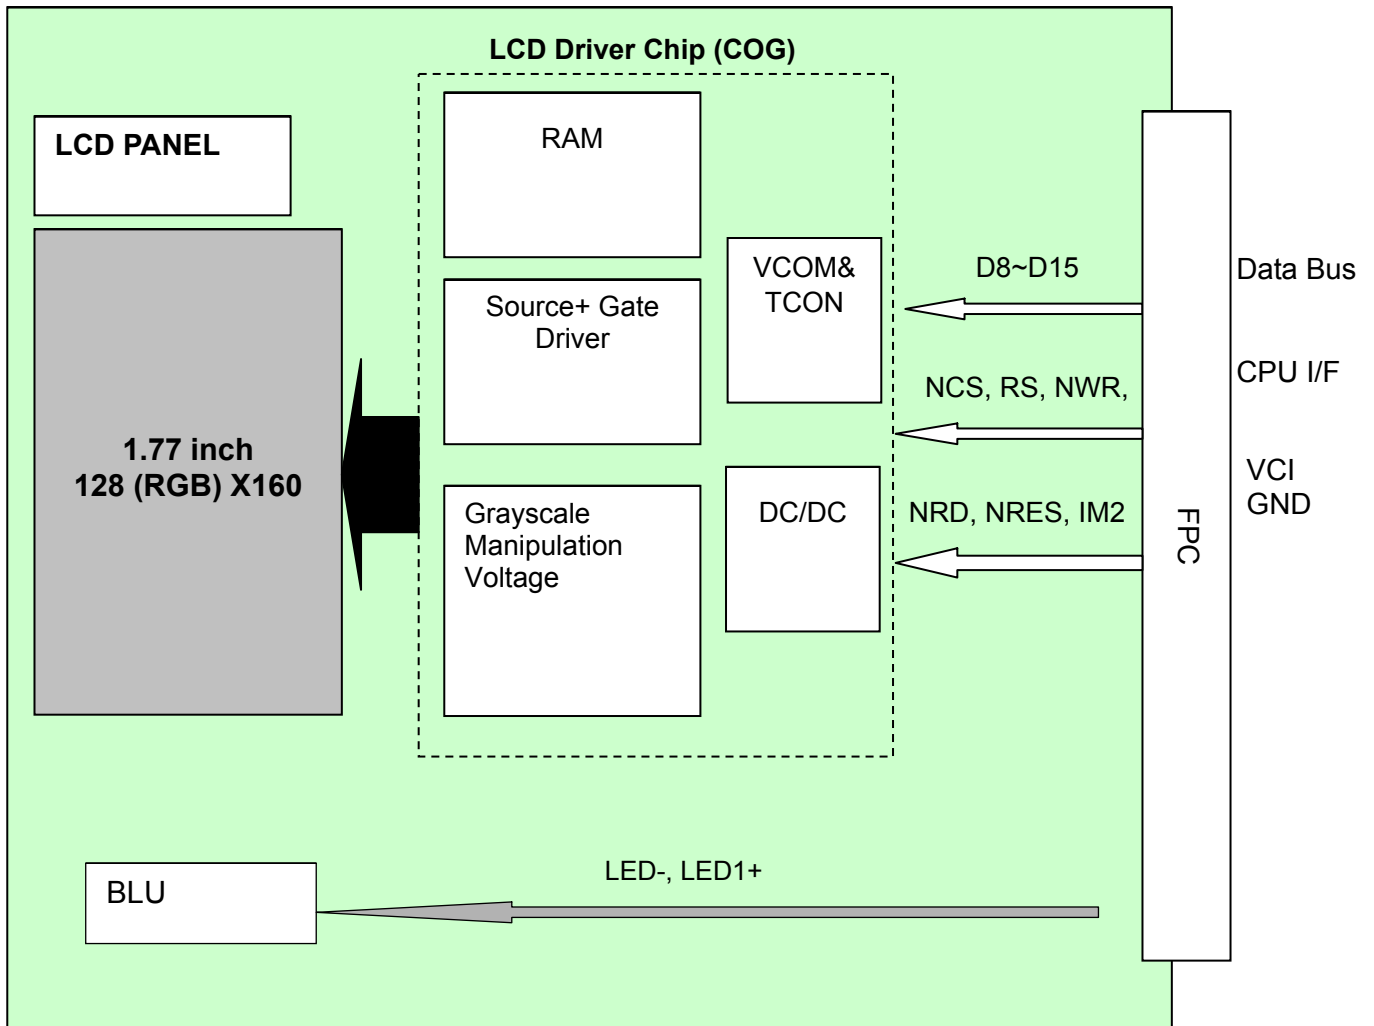 LCD Driver Chip (COG)
LCD PANEL
RAM
VCOM&
TCON
D8~D15
Data Bus
Source+ Gate
Driver
NCS, RS, NWR,
CPU I/F
1.77 inch
128 (RGB) X160
Grayscale
Manipulation
Voltage
DC/DC
NRD, NRES, IM2
VCI
GND
FPC
BLU
LED-, LED1+